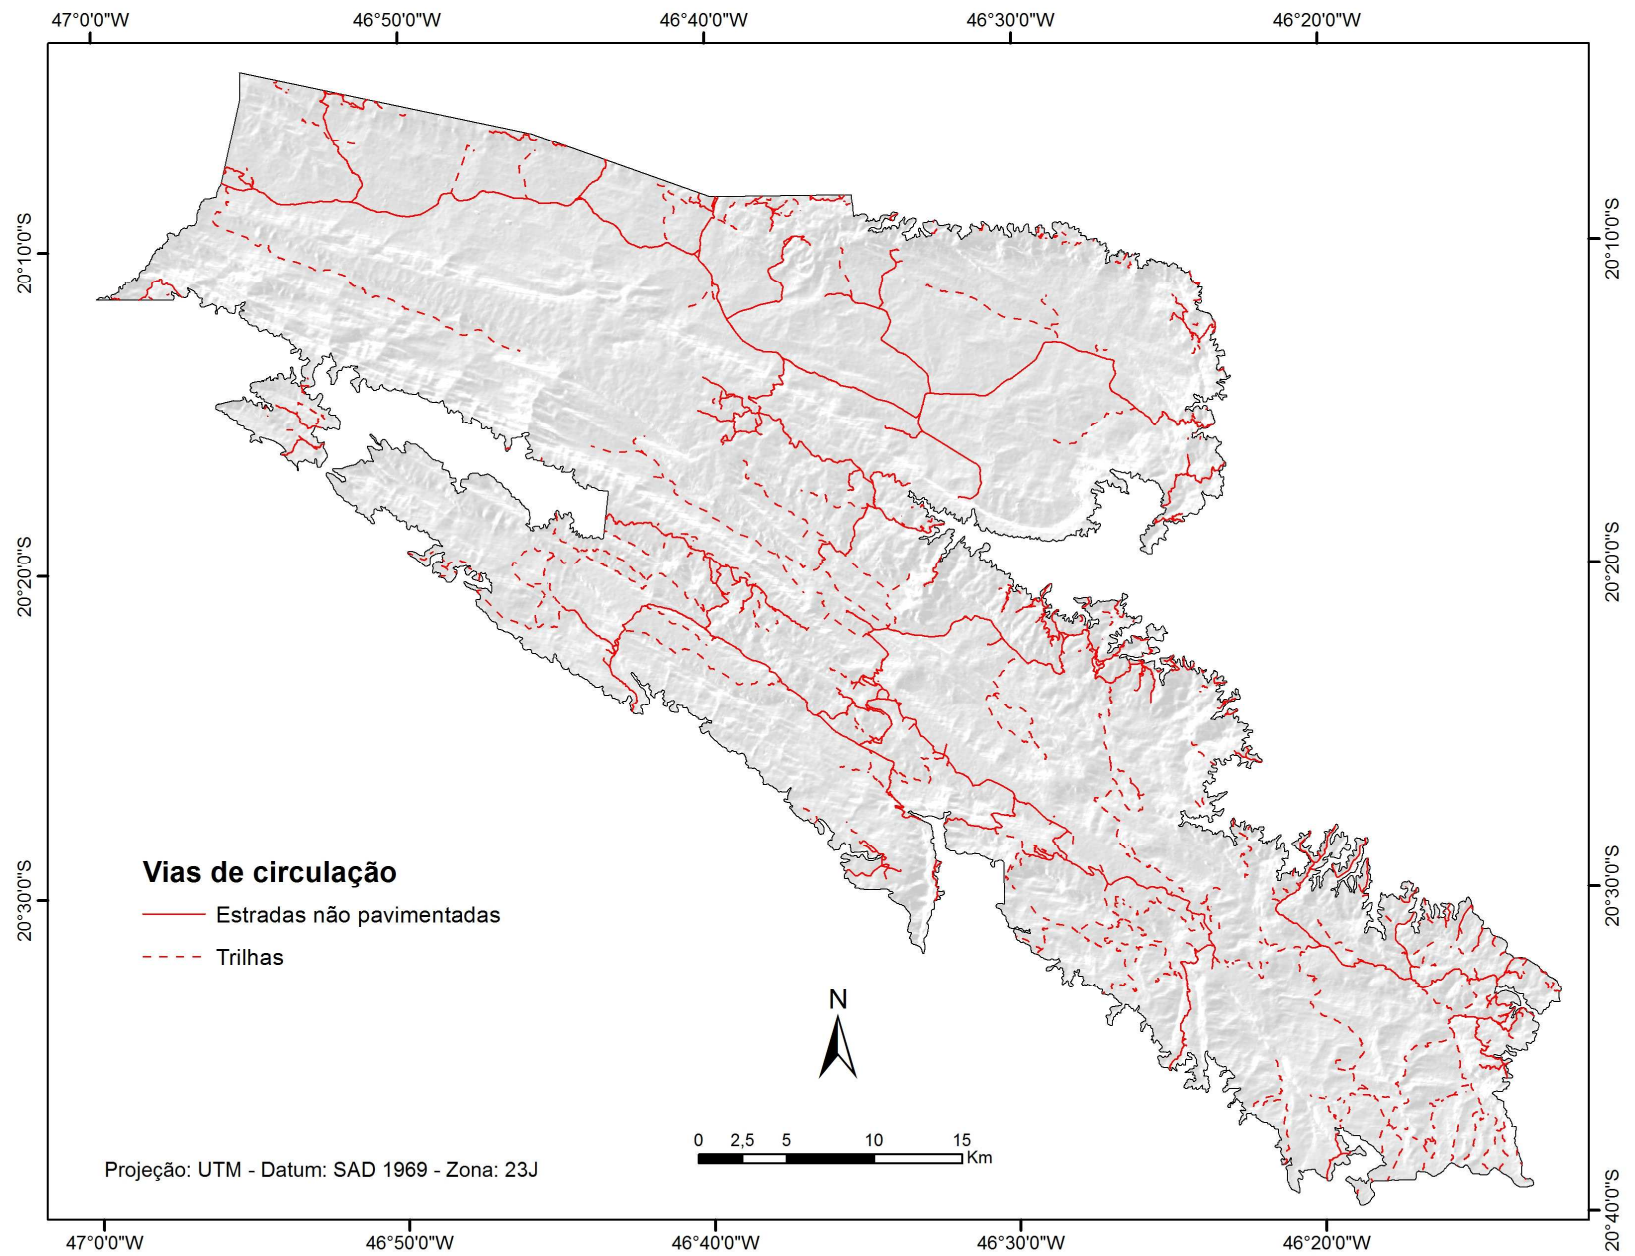 47°0'0"W 46°50'0"W 46°40'0"W 46°30'0"W 46°20'0"W
20°10'0"S 20°10'0"S
20°20'0"S 20°20'0"S
Vias de circulação
Estradas não pavimentadas
20°30'0"S 20°30'0"S
Trilhas
N
0 2,5 5 10 15
Km
Projeção: UTM - Datum: SAD 1969 - Zona: 23J
20°40'0"S
47°0'0"W 46°50'0"W 46°40'0"W 46°30'0"W 46°20'0"W